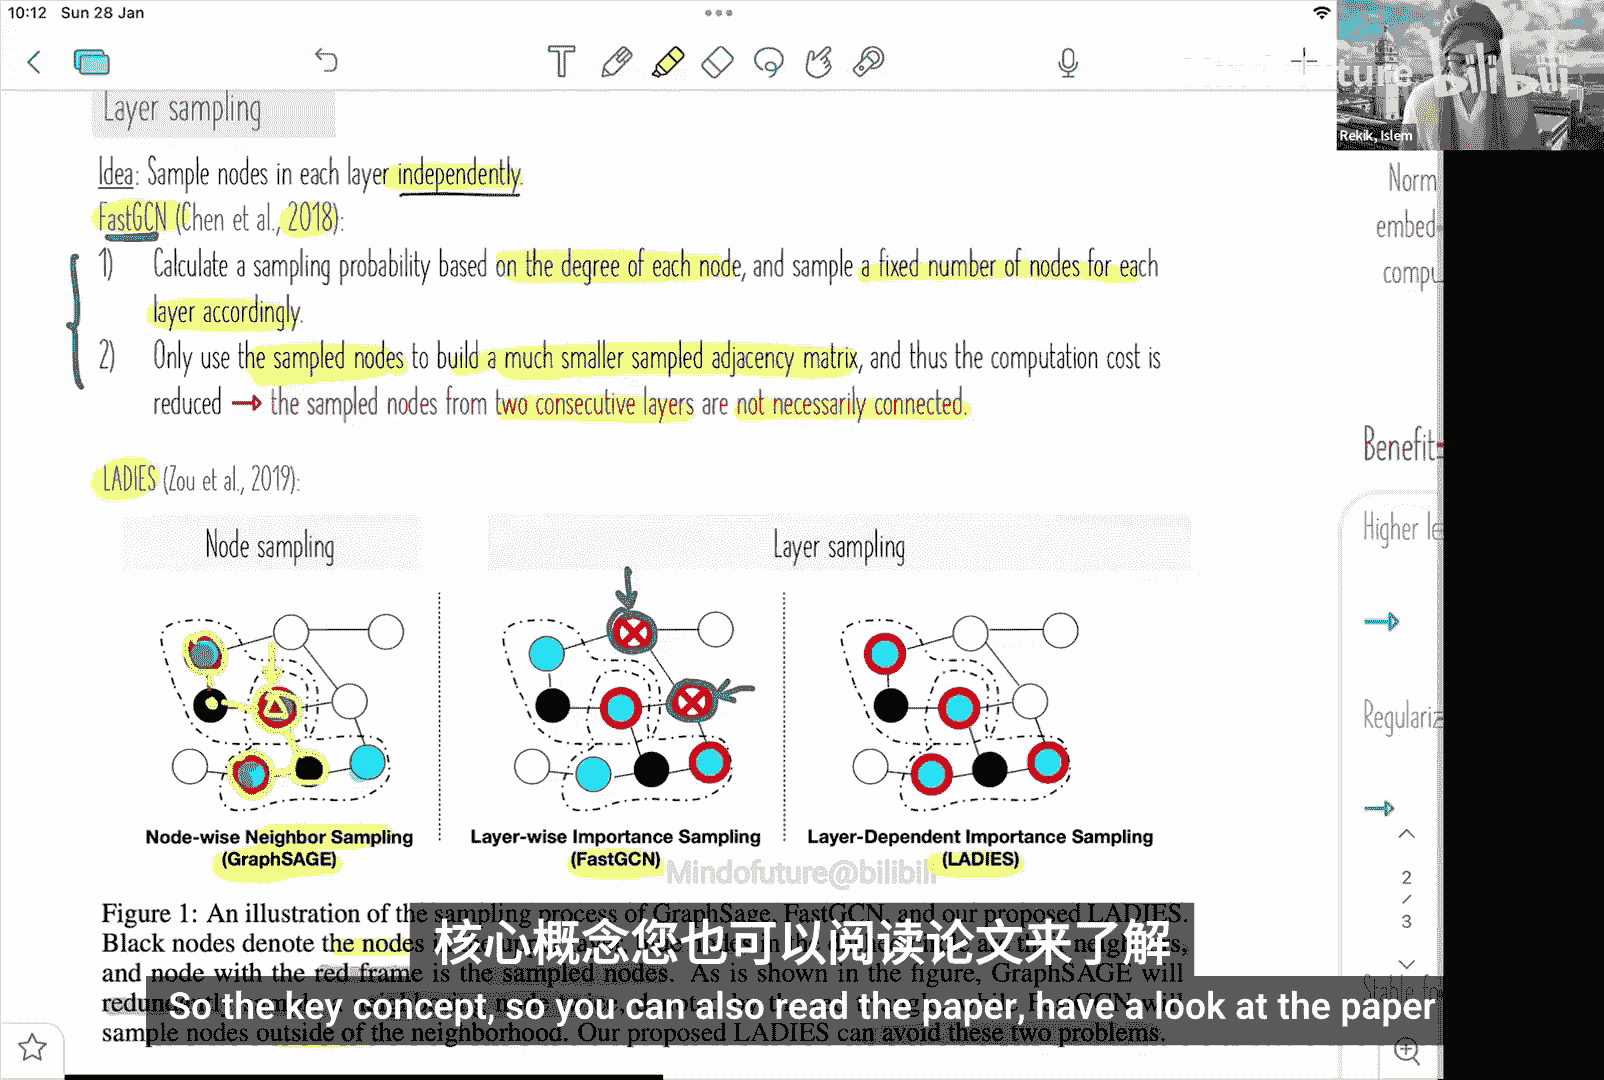 10:12 Sun 28 Jan
ture bilibili
Rekik, Islem
Layer sampling
Idea: Sample nodes in each layer independently.
FastGCN (Chen et al., 2018):
1) Calculate a sampling probability based on the degree of each node, and sample a fixed number of nodes for each
layer accordingly.
2) Only use the sampled nodes to build a much smaller sampled adjacency matrix, and thus the computation cost is
reduced → the sampled nodes from two consecutive layers are not necessarily connected.
LADIES (Zou et al., 2019):
Node sampling
Layer sampling
Node-wise Neighbor Sampling
(GraphSAGE)
Layer-wise Importance Sampling
(FastGCN)
Layer-Dependent Importance Sampling
(LADIES)
Mindofuture@bilibili
Figure 1: An illustration of the sampling process of GraphSage, FastGCN, and our proposed LADIES.
Black nodes denote the nodes
and node with the red frame is the sampled nodes. As is shown in the figure, GraphSAGE will
sample nodes outside of the neighborhood. Our proposed LADIES can avoid these two problems.
核心概念您也可以阅读论文来了解
So the key concept, so you can also read the paper, have a look at the paper
Norm
embed
compu
Benefit
Higher le
Regulariz
2
3